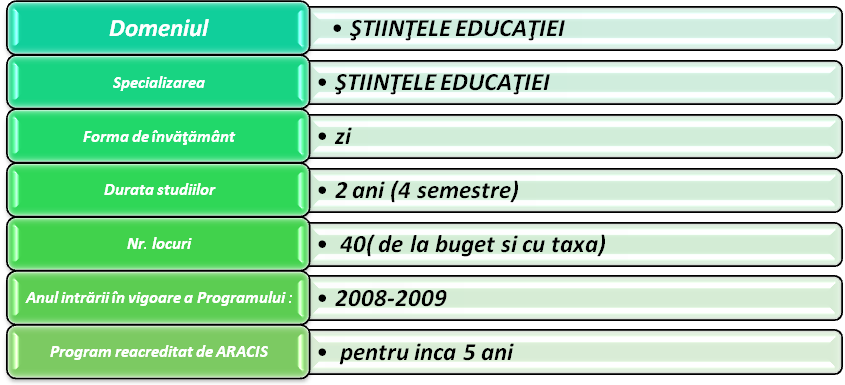 Domeniul
• ŞTIINŢELE EDUCAŢIEI
Specializarea
• ŞTIINŢELE EDUCAŢIEI
Forma de învăţământ
• zi
Durata studiilor
• 2 ani (4 semestre)
Nr. locuri
• 40( de la buget si cu taxa)
Anul intrării în vigoare a Programului :
• 2008-2009
Program reacreditat de ARACIS
• pentru inca 5 ani